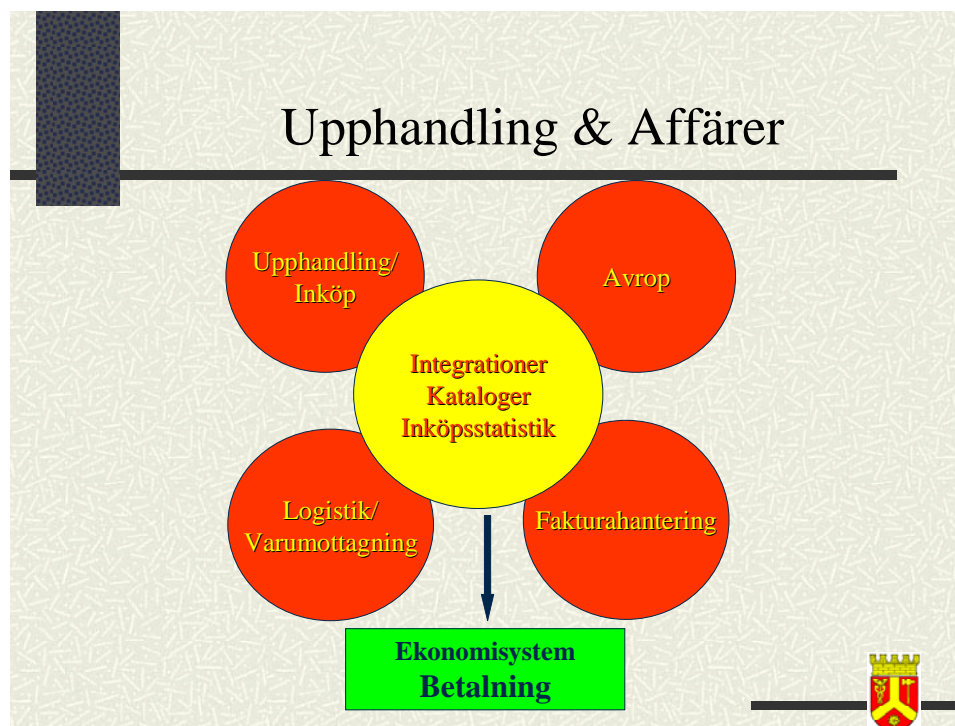 Upphandling & Affärer
Upphandling/
Inköp
Avrop
Integrationer
Kataloger
Inköpsstatistik
Logistik/
Varumottagning
Fakturahantering
Ekonomisystem
Betalning